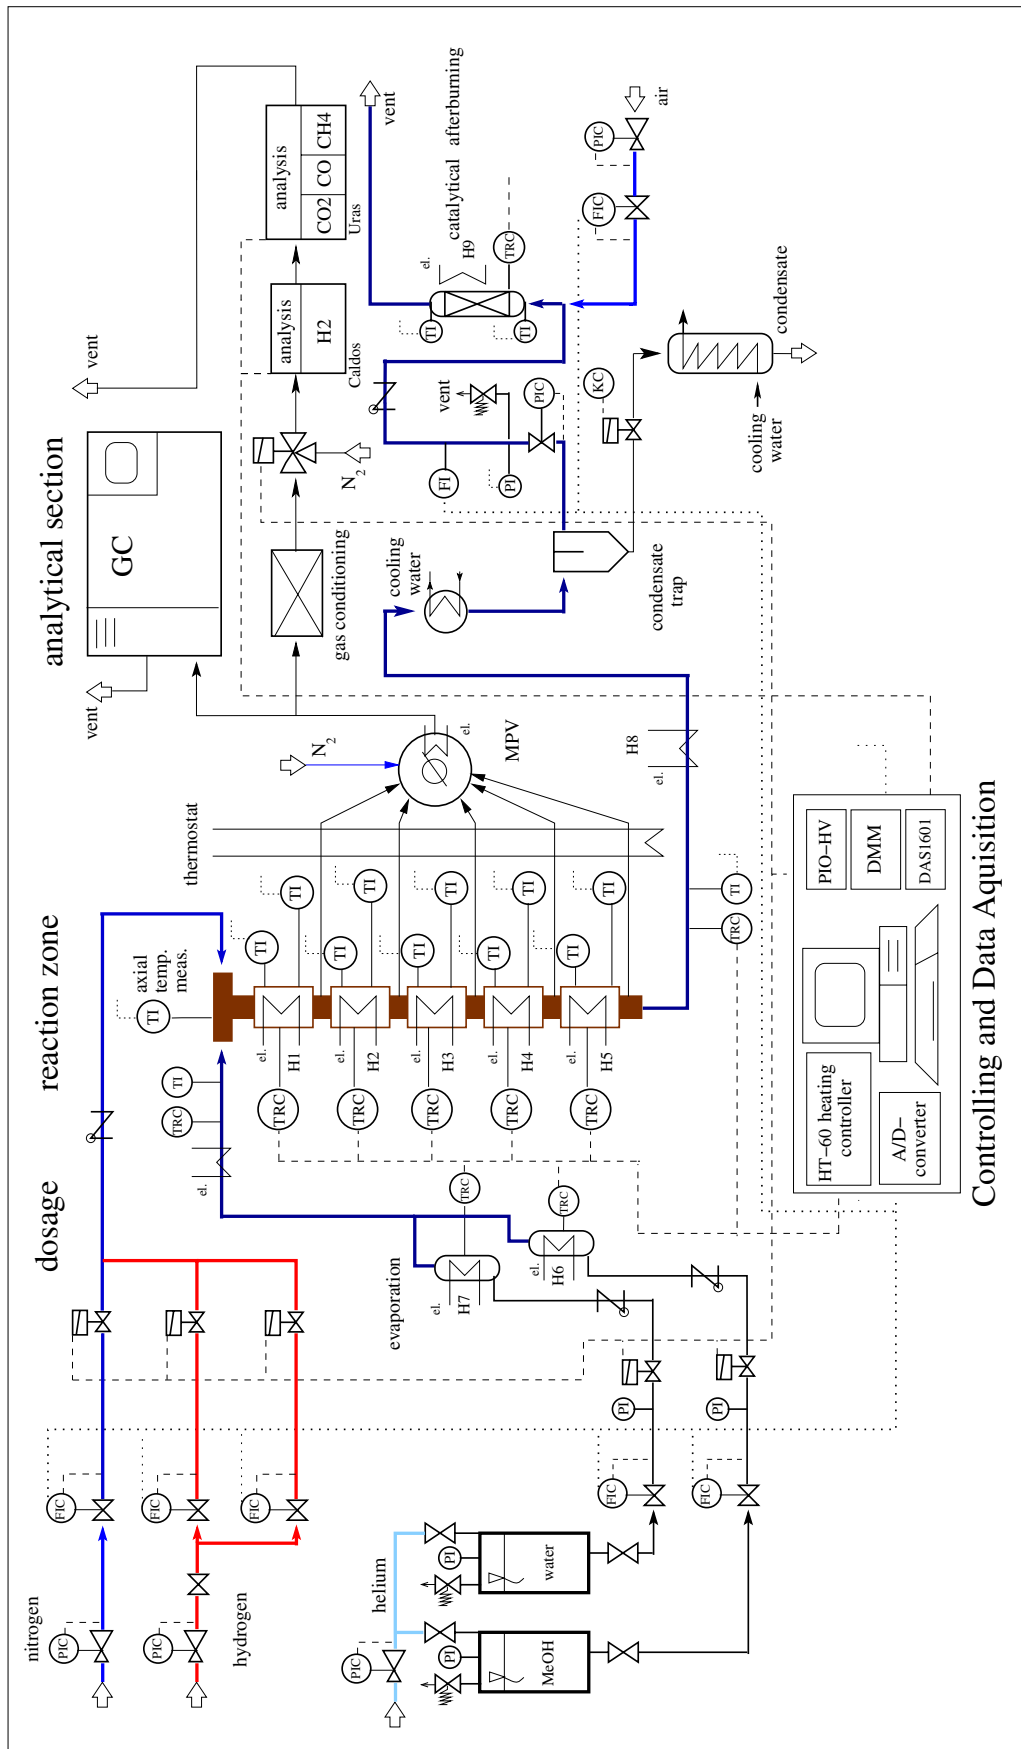 dosage
reaction zone
analytical section
nitrogen
PIC
FIC
hydrogen
PIC
FIC
FIC
helium
PIC
PI
water
PI
MeOH
FIC
PI
FIC
PI
evaporation
el.
H7
TRC
el.
H6
TRC
el.
TRC
TI
TI
axial
temp.
meas.
TI
TI
el.
H1
TRC
TI
TI
el.
H2
TRC
TI
TI
el.
H3
TRC
TI
TI
el.
H4
TRC
TI
TI
el.
H5
TRC
thermostat
N2
el.
MPV
TRC
TI
el.
H8
vent
GC
vent
gas conditioning
N2
analysis
H2
Caldos
analysis
CO2
CO
CH4
Uras
cooling
water
condensate
trap
FI
PI
vent
PIC
KC
TI
TI
el.
H9
TRC
catalytical afterburning
vent
FIC
PIC
air
cooling
water
condensate
HT-60 heating
controller
A/D-
converter
PIO-HV
DMM
DAS1601
Controlling and Data Aquisition